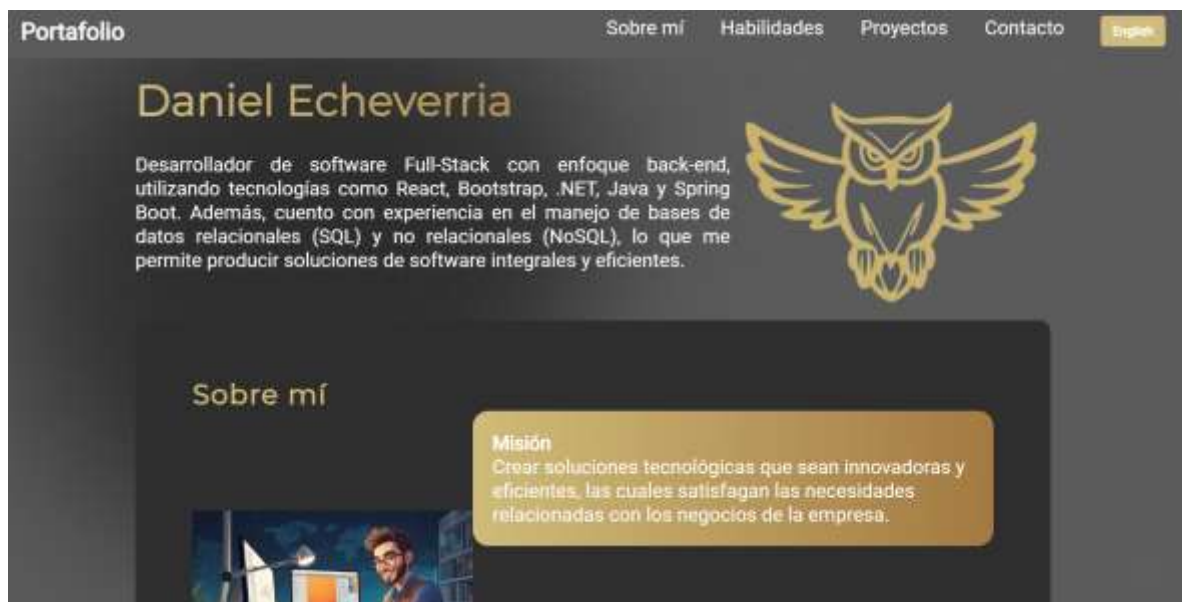 Portafolio
Sobre mí
Habilidades
Proyectos
Contacto
English
Daniel Echeverria
Desarrollador de software Full-Stack con enfoque back-end,
utilizando tecnologías como React, Bootstrap, .NET, Java y Spring
Boot. Además, cuento con experiencia en el manejo de bases de
datos relacionales (SQL) y no relacionales (NoSQL), lo que me
permite producir soluciones de software integrales y eficientes.
Sobre mí
Misión
Crear soluciones tecnológicas que sean innovadoras y
eficientes, las cuales satisfagan las necesidades
relacionadas con los negocios de la empresa.